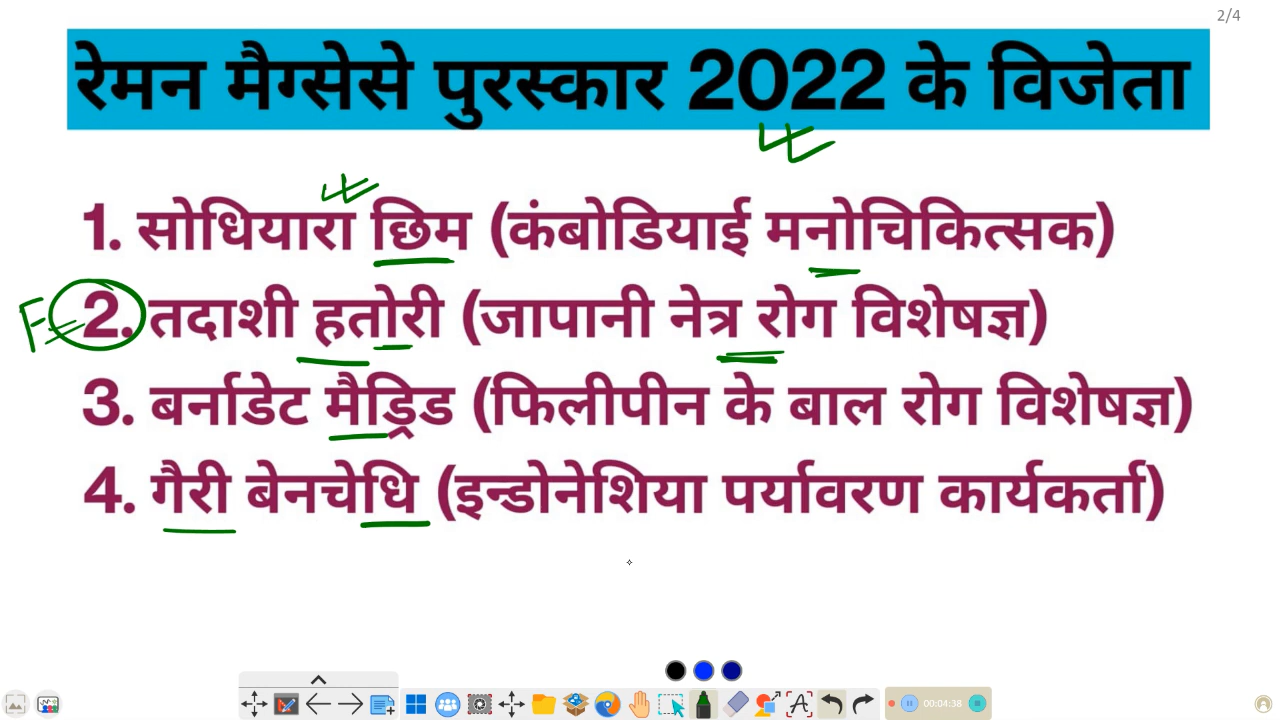 2/4
रेमन मैग्सेसे पुरस्कार 2022 के विजेता
1. सोधियारा छिम (कंबोडियाई मनोचिकित्सक)
F 2. तदाशी हतोरी (जापानी नेत्र रोग विशेषज्ञ)
3. बर्नाडेट मैड्रिड (फिलीपीन के बाल रोग विशेषज्ञ)
4. गैरी बेनचेधि (इन्डोनेशिया पर्यावरण कार्यकर्ता)
00:04:38